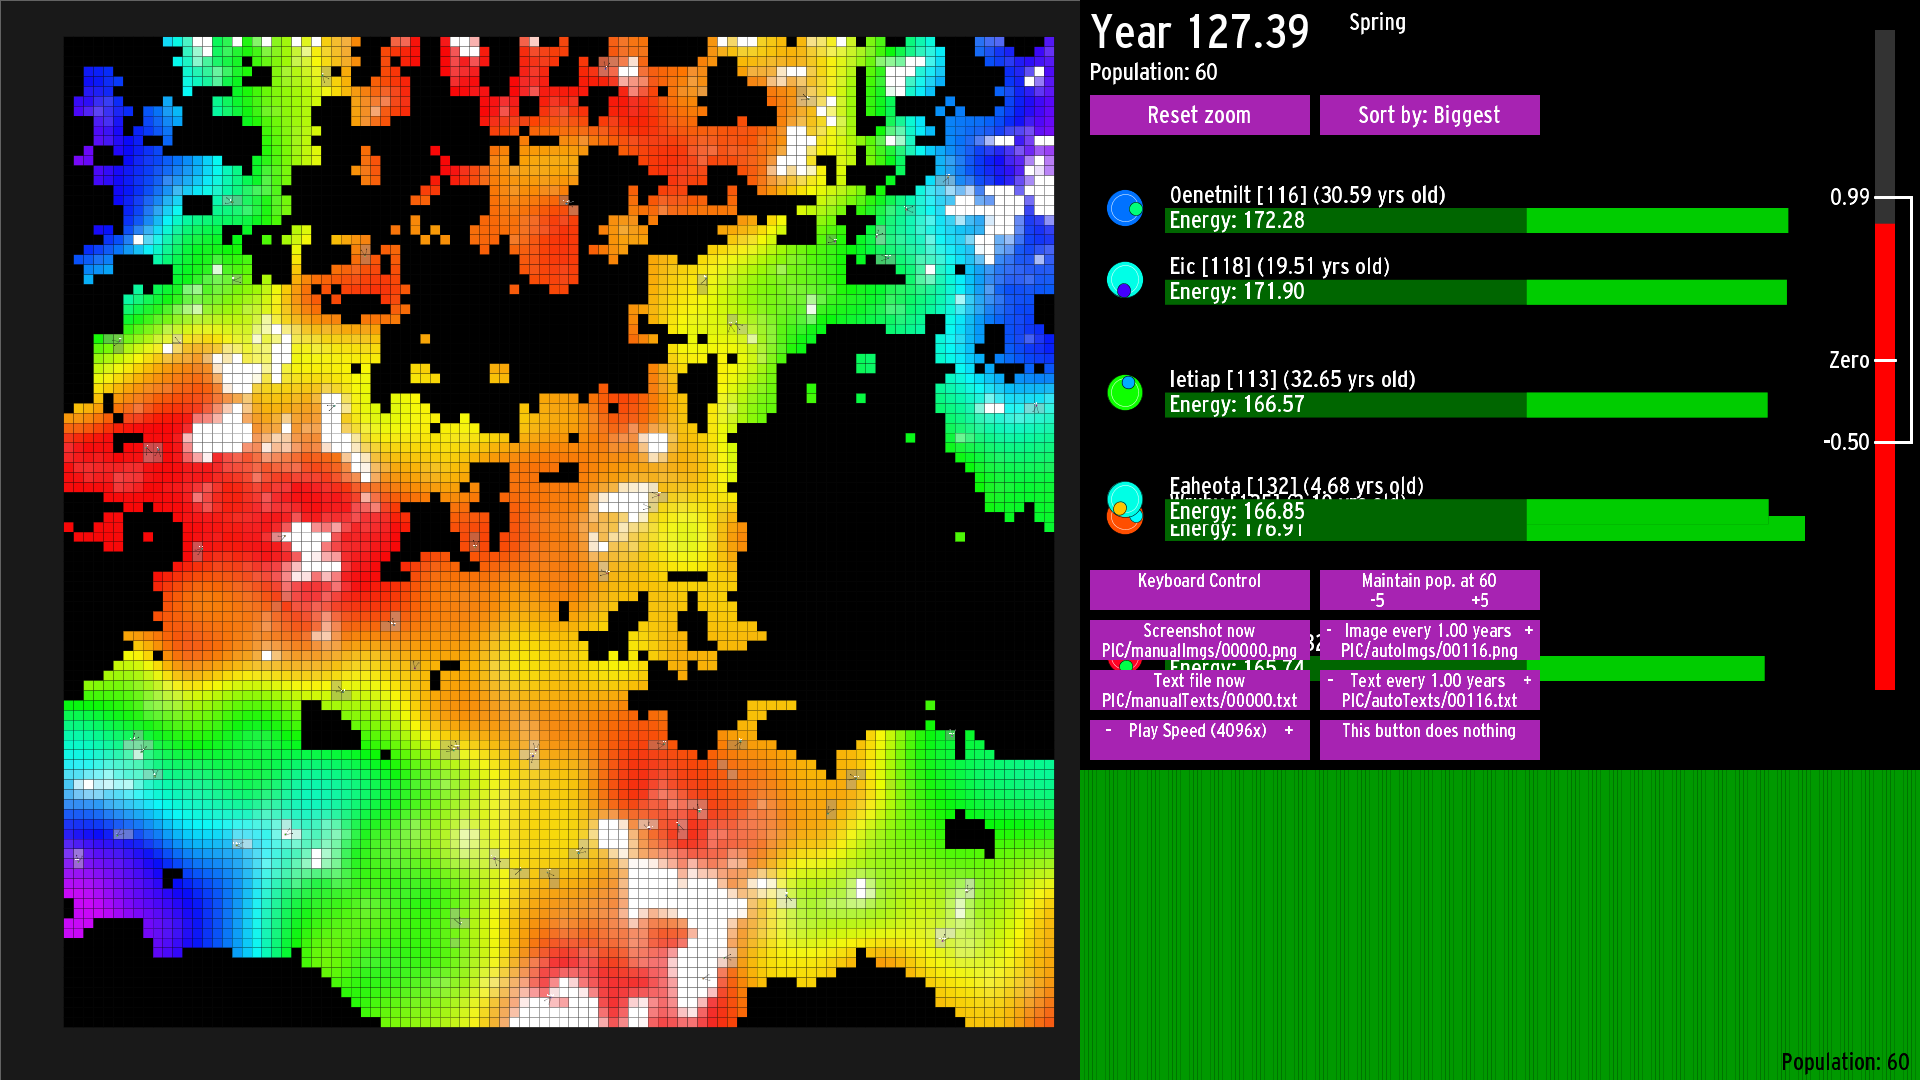 Year 127.39
Spring
Population: 60
Reset zoom
Sort by: Biggest
Oenetnilt [116] (30.59 yrs old)
Energy: 172.28
Eic [118] (19.51 yrs old)
Energy: 171.90
Ietiap [113] (32.65 yrs old)
Energy: 166.57
Eaheota [132] (4.68 yrs old)
Energy: 166.85
Energy: 176.91
0.99
Zero
-0.50
Keyboard Control
Maintain pop. at 60
-5 +5
Screenshot now
PIC/manualImgs/00000.png
- Image every 1.00 years +
PIC/autoImgs/00116.png
Energy: 165.74
Text file now
PIC/manualTexts/00000.txt
- Text every 1.00 years +
PIC/autoTexts/00116.txt
- Play Speed (4096x) +
This button does nothing
Population: 60